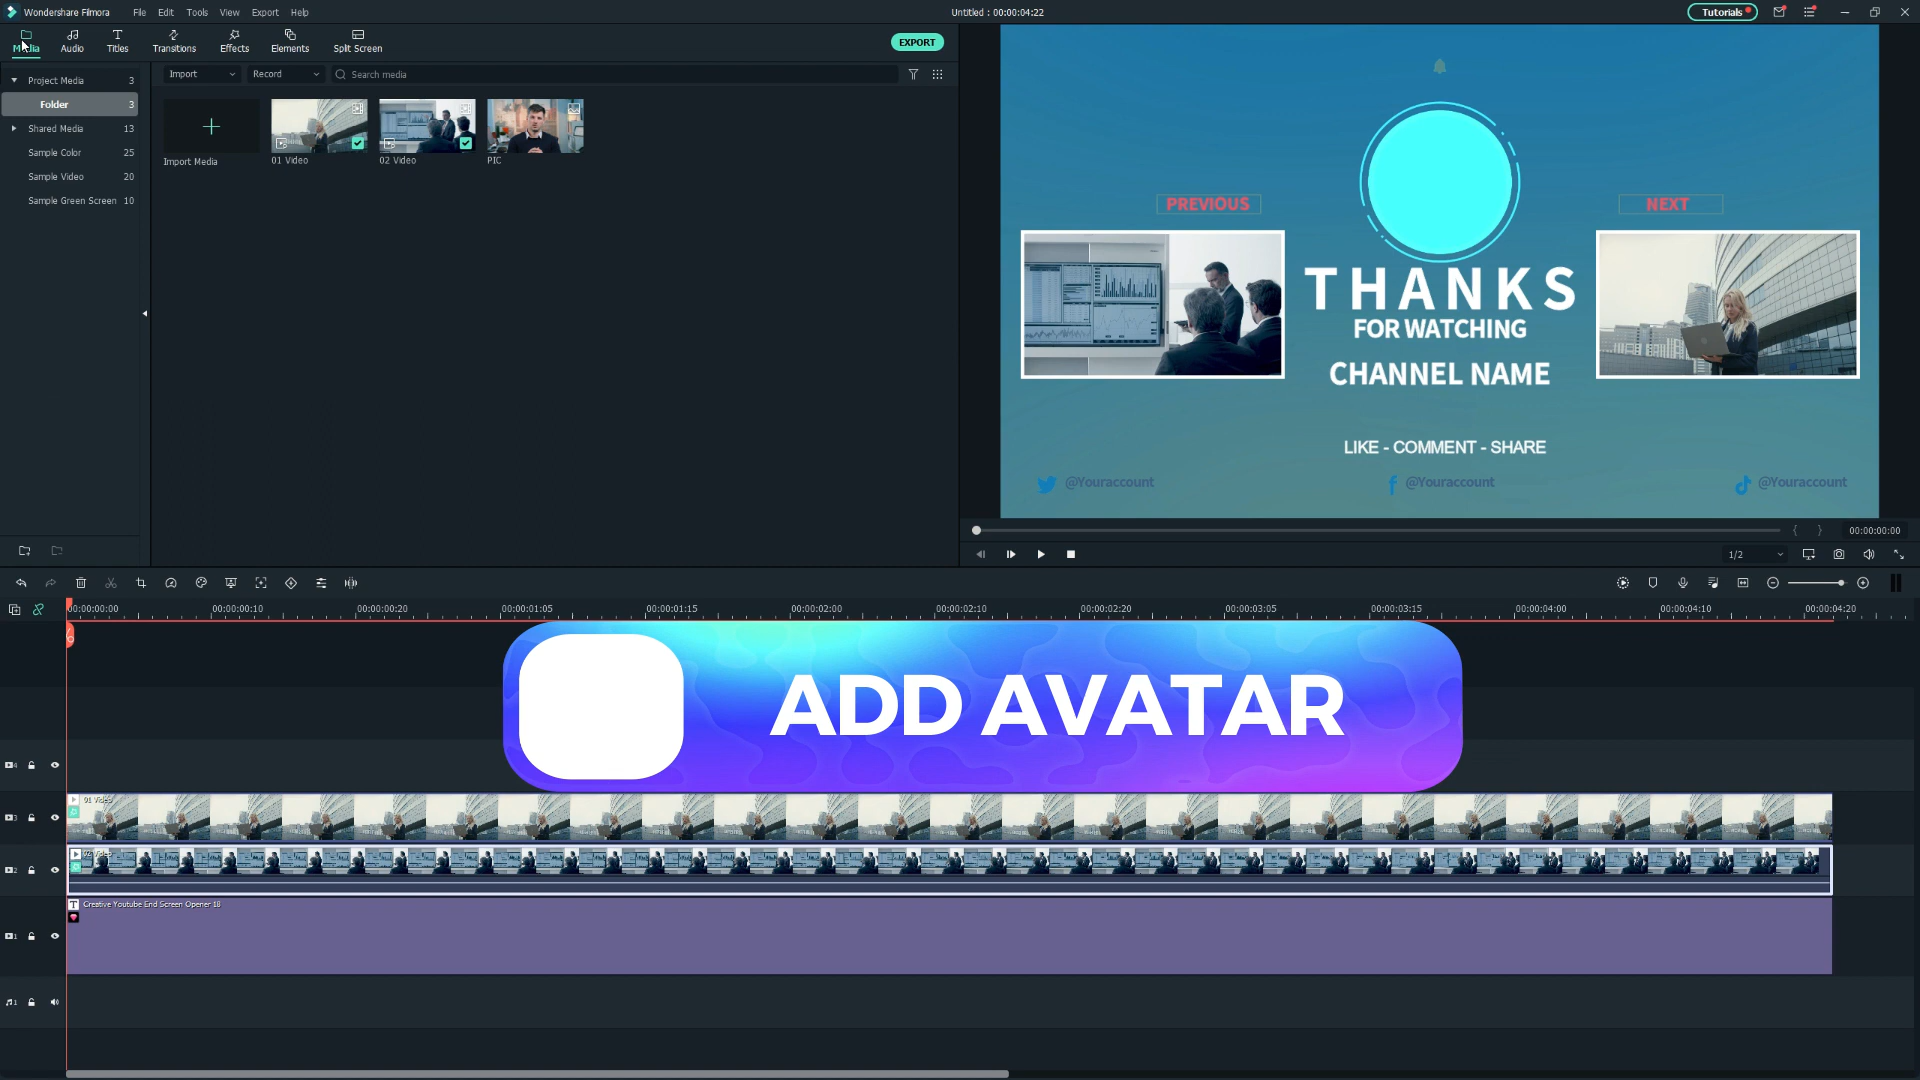 Wondershare Filmora File Edit Tools View Export Help Untitled : 00:00:04:22 Tutorials
Media Audio Titles Transitions Effects Elements Split Screen EXPORT
Project Media 3
Folder 3
Shared Media 13
Sample Color 25
Sample Video 20
Sample Green Screen 10
Import Record Search media
Import Media 01 Video 02 Video PIC
PREVIOUS NEXT
THANKS
FOR WATCHING
CHANNEL NAME
LIKE - COMMENT - SHARE
@Youraccount @Youraccount @Youraccount
00:00:00:00
1/2
00:00:00:00 00:00:00:10 00:00:00:20 00:00:01:05 00:00:01:15 00:00:02:00 00:00:02:10 00:00:02:20 00:00:03:05 00:00:03:15 00:00:04:00 00:00:04:10 00:00:04:20
ADD AVATAR
4
3 01 Video
2 02 Video
Creative Youtube End Screen Opener 18
1
1